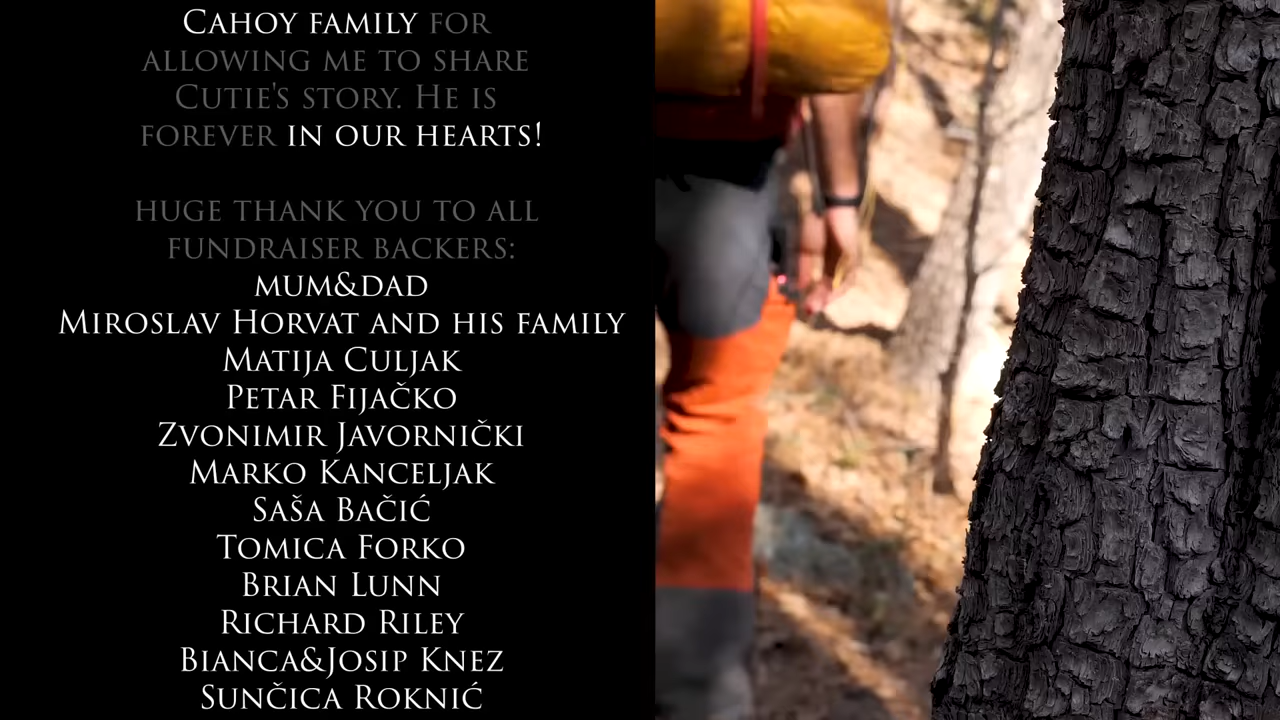 Cahoy family for
allowing me to share
Cutie's story. He is
forever in our hearts!
huge thank you to all
fundraiser backers:
mum&dad
Miroslav Horvat and his family
Matija Culjak
Petar Fijačko
Zvonimir Javornički
Marko Kanceljak
Saša Bačić
Tomica Forko
Brian Lunn
Richard Riley
Bianca&Josip Knez
Sunčica Roknić